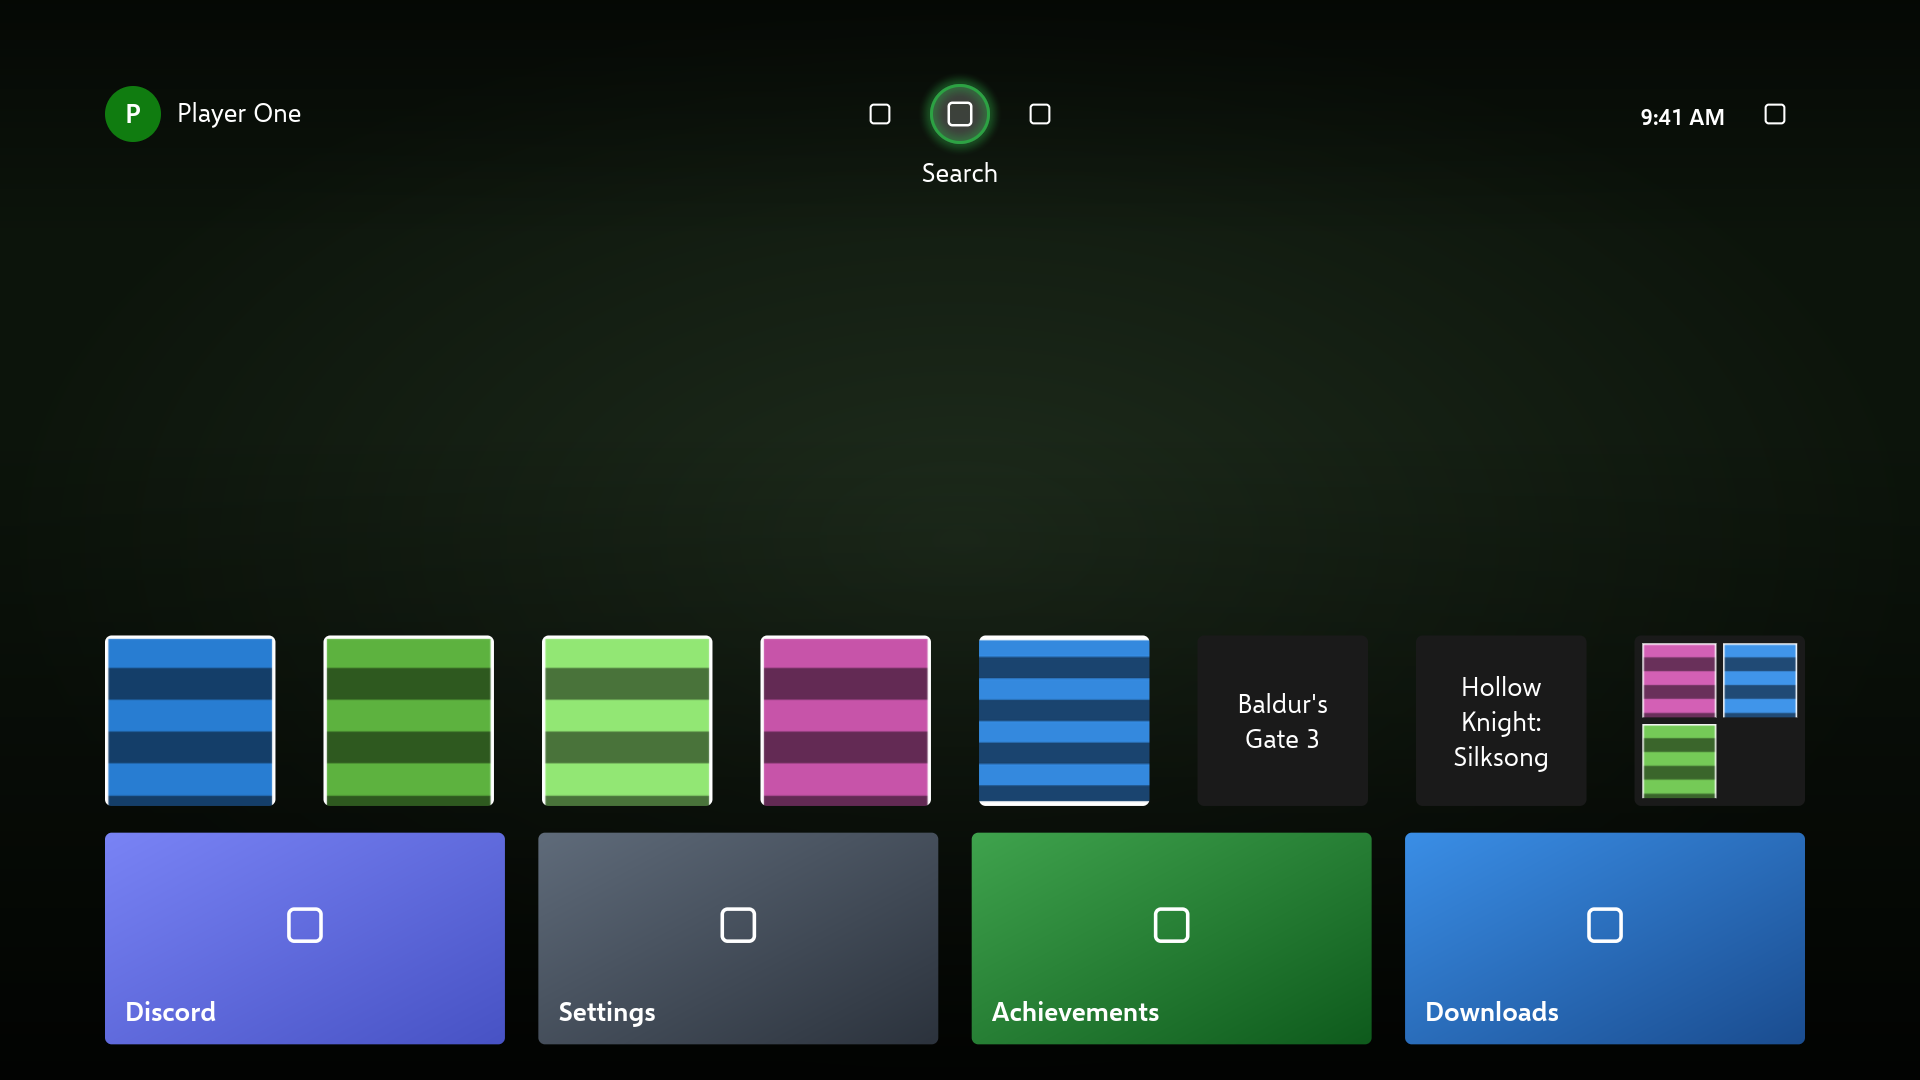 P
Player One
9:41 AM
Search
Baldur's
Gate 3
Hollow
Knight:
Silksong
Discord
Settings
Achievements
Downloads